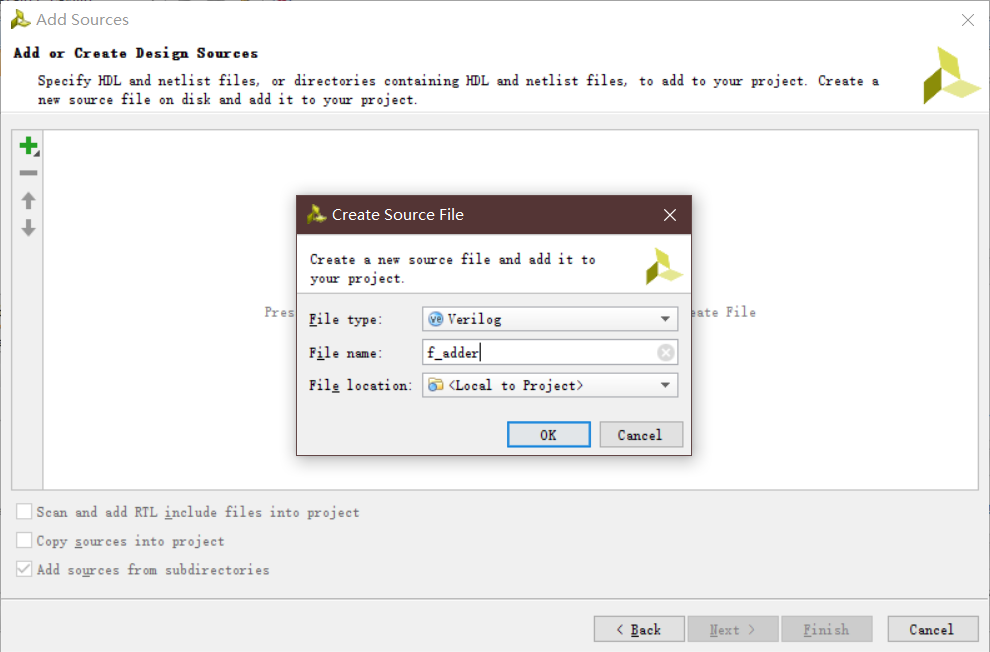 Add Sources
Add or Create Design Sources
Specify HDL and netlist files, or directories containing HDL and netlist files, to add to your project. Create a
new source file on disk and add it to your project.
Create Source File
Create a new source file and add it to
your project.
Pres
eate File
File type:
Verilog
File name:
f_adder
File location:
<Local to Project>
OK
Cancel
Scan and add RTL include files into project
Copy sources into project
Add sources from subdirectories
< Back
Next >
Finish
Cancel